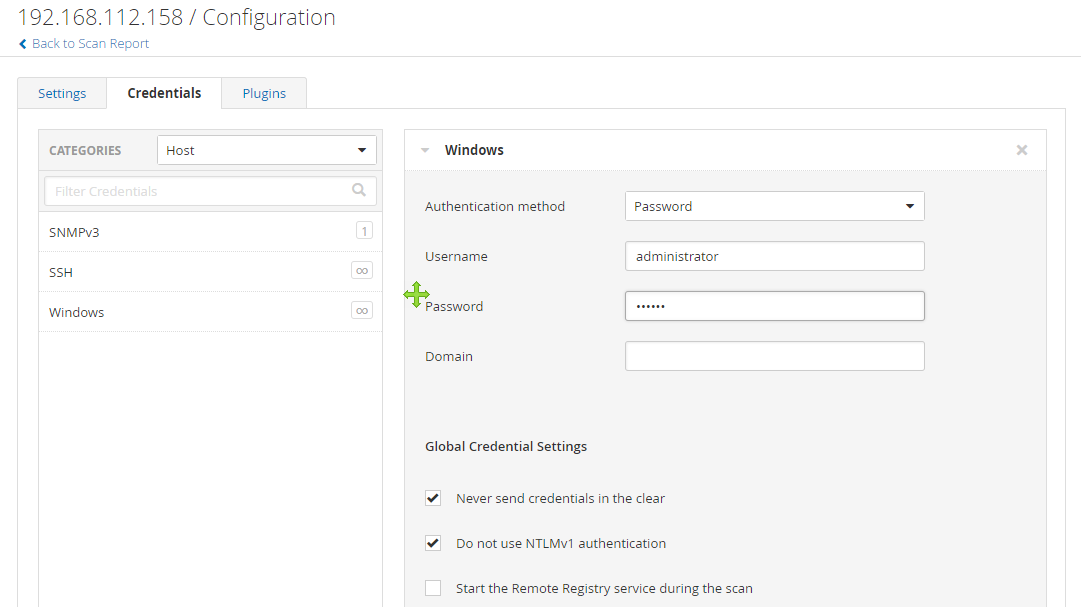 192.168.112.158 / Configuration
Back to Scan Report
Settings Credentials Plugins
CATEGORIES Host
Filter Credentials
SNMPv3 1
SSH ∞
Windows ∞
Windows
Authentication method Password
Username administrator
Password ••••••
Domain
Global Credential Settings
Never send credentials in the clear
Do not use NTLMv1 authentication
Start the Remote Registry service during the scan